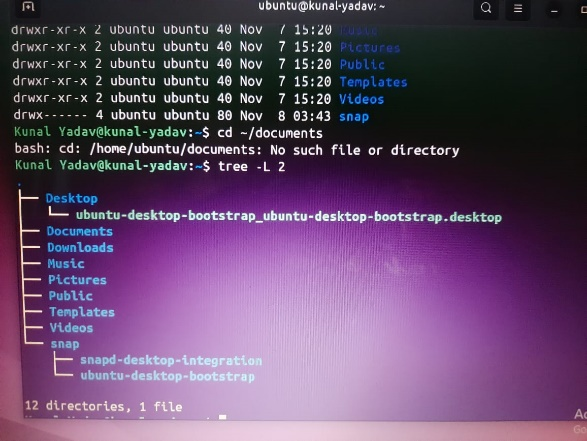 ubuntu@kunal-yadav: ~
drwxr-xr-x 2 ubuntu ubuntu 40 Nov  7 15:20 Music
drwxr-xr-x 2 ubuntu ubuntu 40 Nov  7 15:20 Pictures
drwxr-xr-x 2 ubuntu ubuntu 40 Nov  7 15:20 Public
drwxr-xr-x 2 ubuntu ubuntu 40 Nov  7 15:20 Templates
drwxr-xr-x 2 ubuntu ubuntu 40 Nov  7 15:20 Videos
drwx------ 4 ubuntu ubuntu 80 Nov  8 03:43 snap
Kunal Yadav@kunal-yadav:~$ cd ~/documents
bash: cd: /home/ubuntu/documents: No such file or directory
Kunal Yadav@kunal-yadav:~$ tree -L 2
.
├── Desktop
│   └── ubuntu-desktop-bootstrap_ubuntu-desktop-bootstrap.desktop
├── Documents
├── Downloads
├── Music
├── Pictures
├── Public
├── Templates
├── Videos
└── snap
    ├── snapd-desktop-integration
    └── ubuntu-desktop-bootstrap
12 directories, 1 file